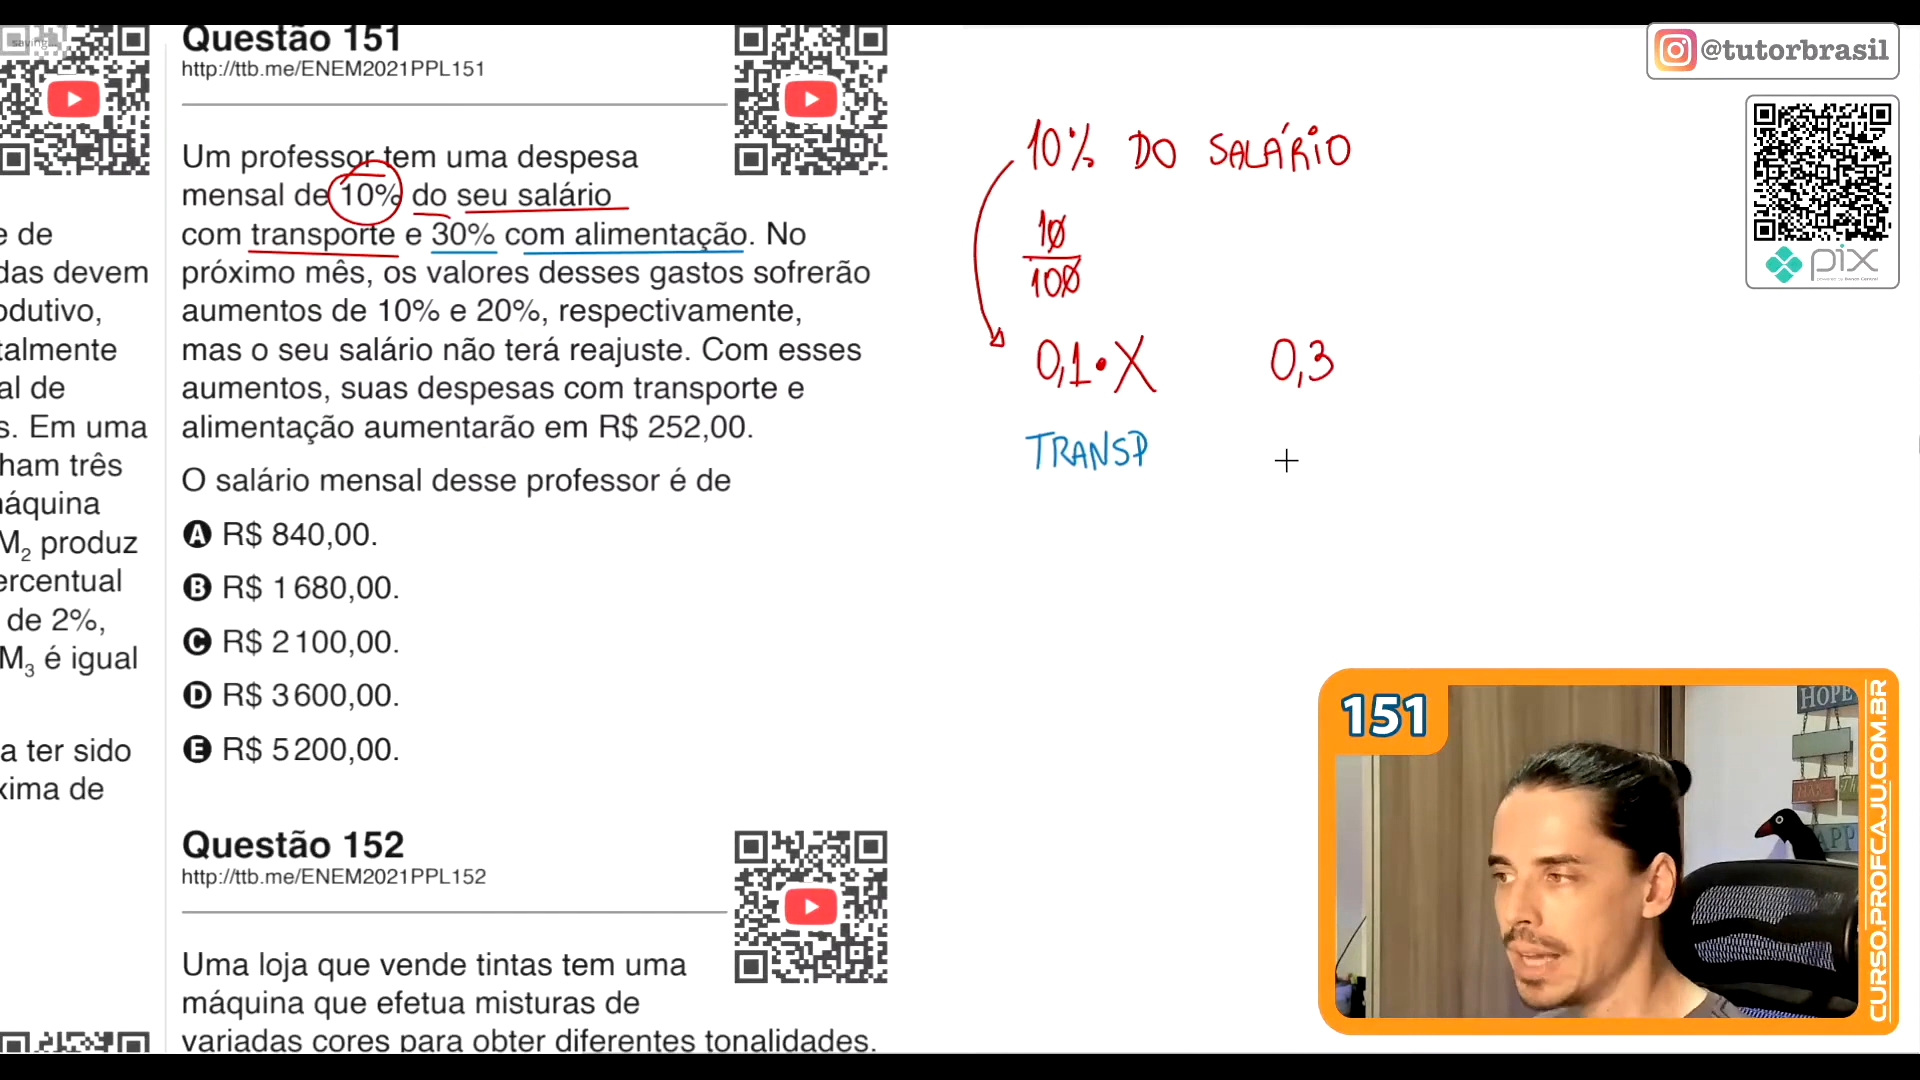 saving...
e de
das devem
odutivo,
talmente
al de
s. Em uma
ham três
máquina
M₂ produz
ercentual
de 2%,
M₃ é igual
a ter sido
xima de
Questão 151
http://ttb.me/ENEM2021PPL151
Um professor tem uma despesa
mensal de 10% do seu salário
com transporte e 30% com alimentação. No
próximo mês, os valores desses gastos sofrerão
aumentos de 10% e 20%, respectivamente,
mas o seu salário não terá reajuste. Com esses
aumentos, suas despesas com transporte e
alimentação aumentarão em R$ 252,00.
O salário mensal desse professor é de
A R$ 840,00.
B R$ 1 680,00.
C R$ 2 100,00.
D R$ 3 600,00.
E R$ 5 200,00.
Questão 152
http://ttb.me/ENEM2021PPL152
Uma loja que vende tintas tem uma
máquina que efetua misturas de
variadas cores para obter diferentes tonalidades.
10% DO SALÁRIO
10
100
0,1 • X 0,3
TRANSP
@tutorbrasil
pix
151
HOPE
CURSO.PROFCAJU.COM.BR